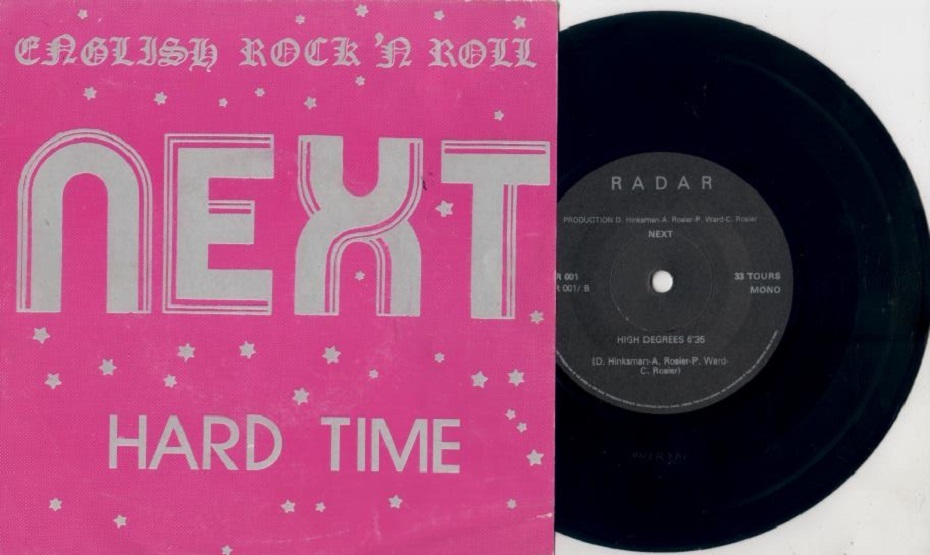 ENGLISH ROCK 'N ROLL
NEXT
HARD TIME
RADAR
PRODUCTION D. Hinksman-A. Rosier-P. Ward-C. Rosier
NEXT
R 001
R 001/ B
33 TOURS
MONO
HIGH DEGREES 6'35
(D. Hinksman-A. Rosier-P. Ward-
C. Rosier)